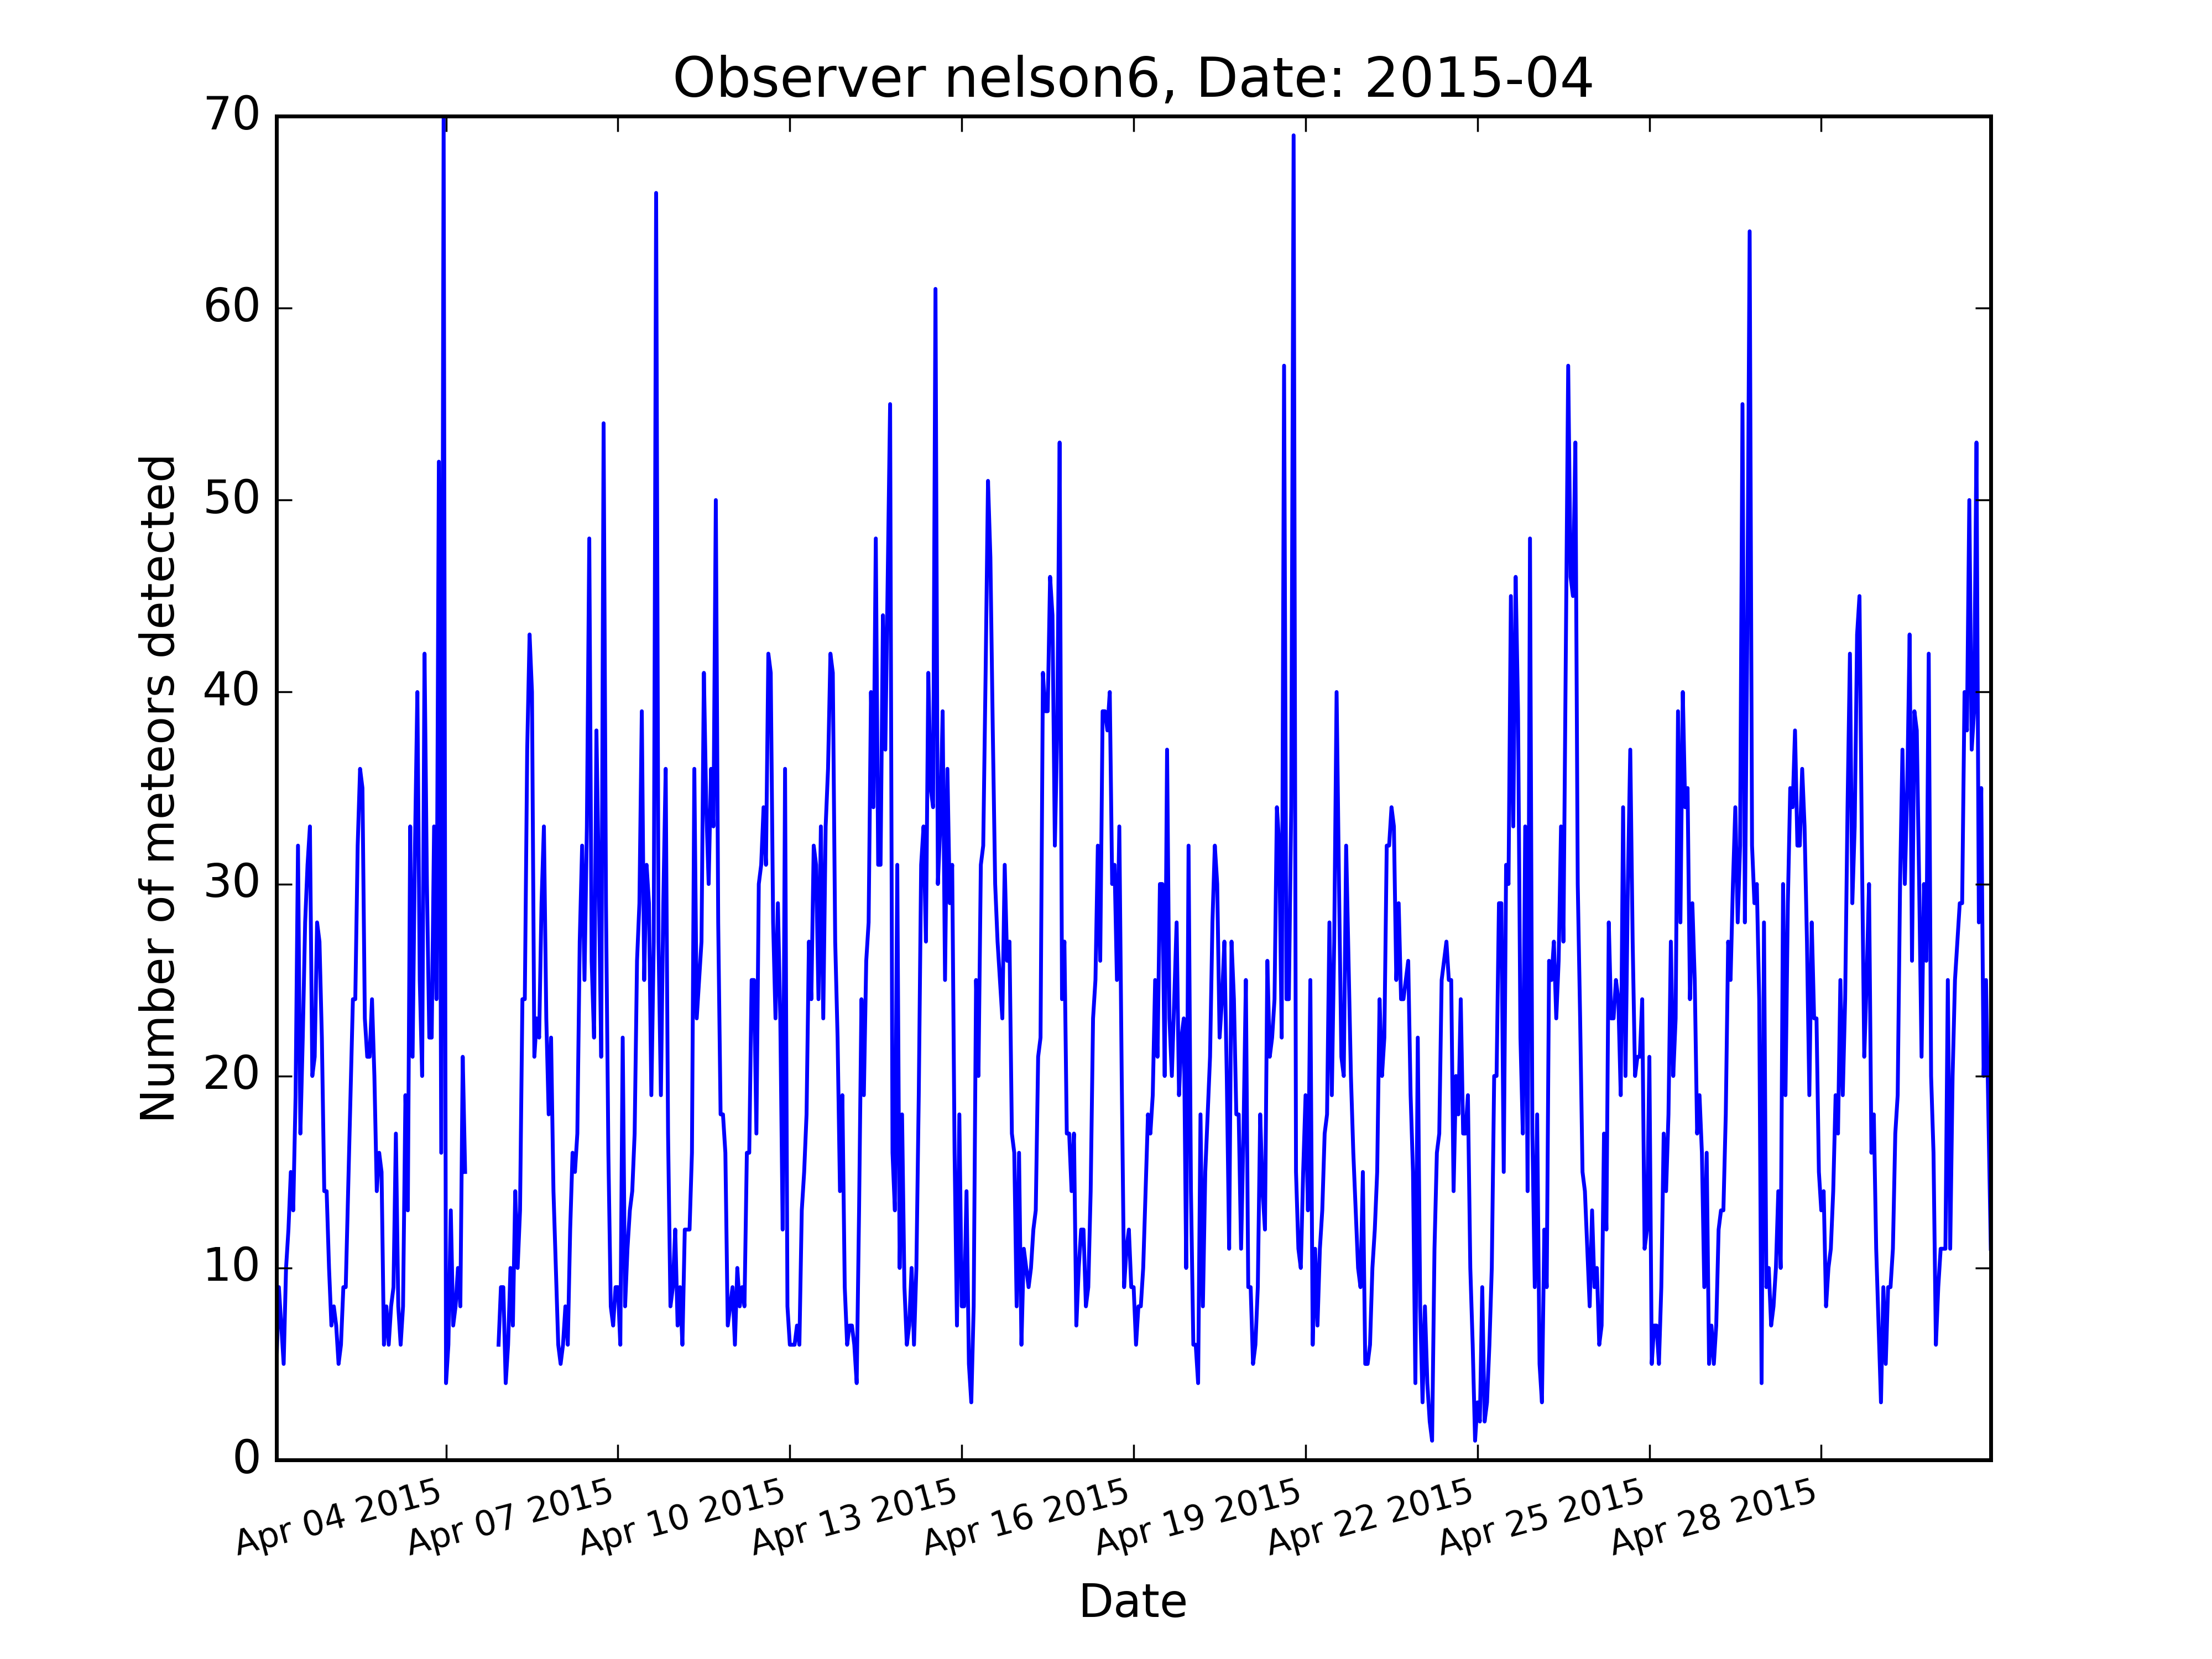 Observer nelson6, Date: 2015-04
70
60
50
40
30
20
10
0
Number of meteors detected
Apr 04 2015
Apr 07 2015
Apr 10 2015
Apr 13 2015
Apr 16 2015
Apr 19 2015
Apr 22 2015
Apr 25 2015
Apr 28 2015
Date